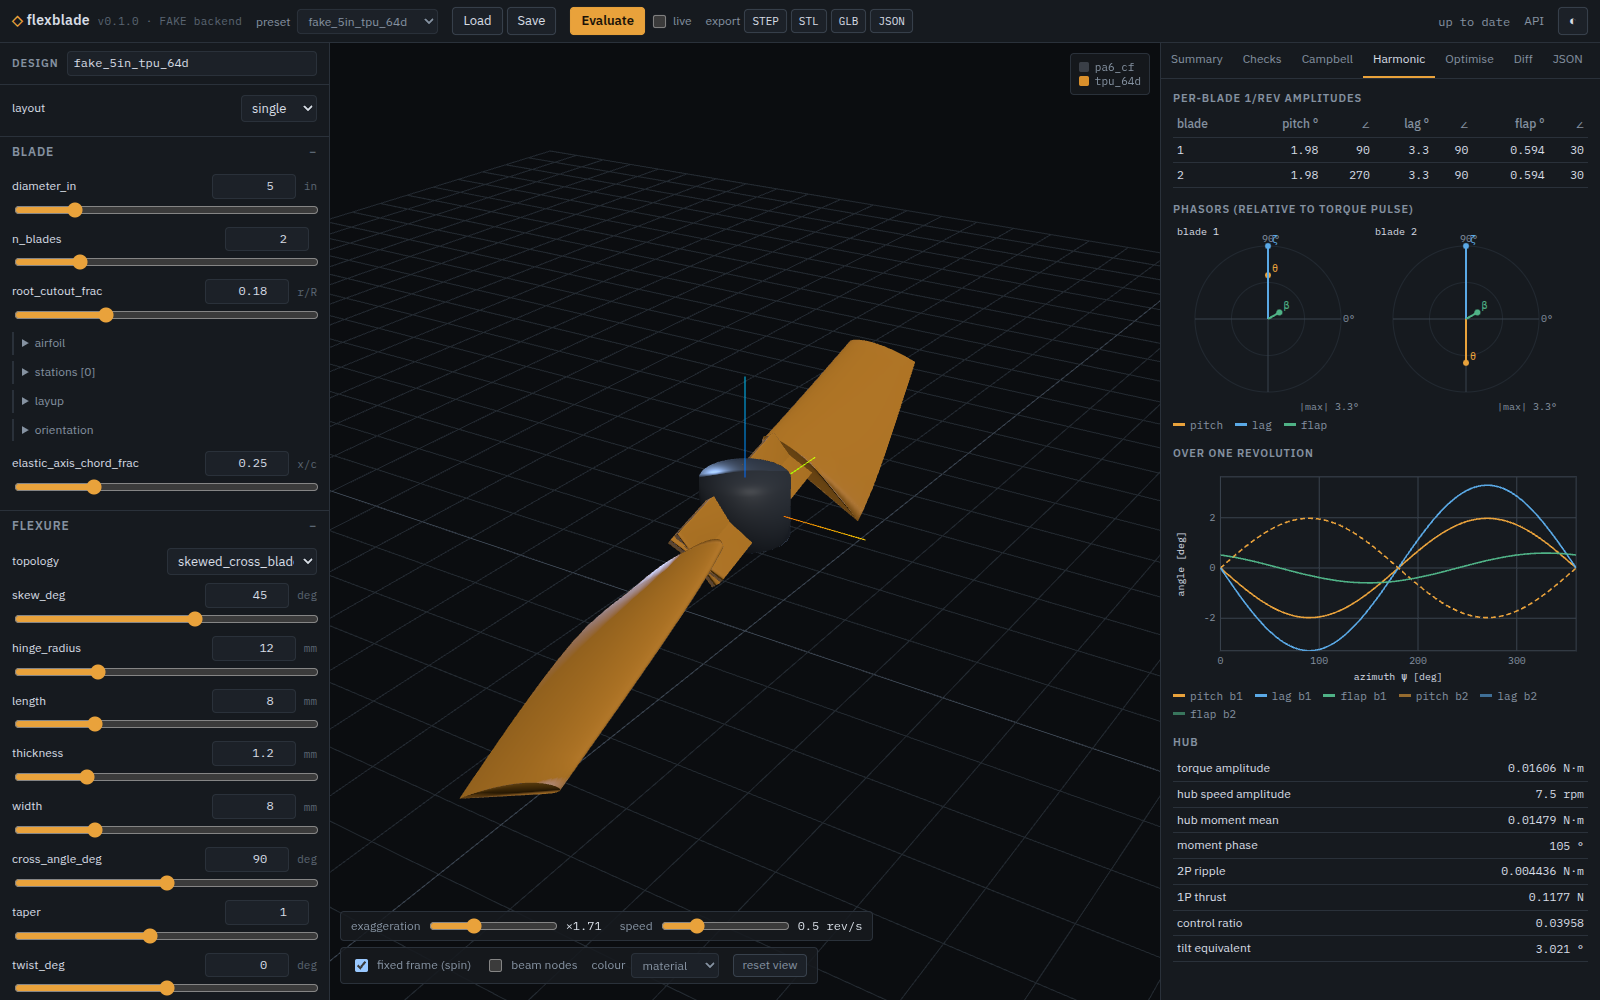 ◇ flexblade v0.1.0 · FAKE backend preset fake_5in_tpu_64d Load Save Evaluate live export STEP STL GLB JSON up to date API
DESIGN fake_5in_tpu_64d
layout single
BLADE −
diameter_in 5 in
n_blades 2
root_cutout_frac 0.18 r/R
▶ airfoil
▶ stations [0]
▶ layup
▶ orientation
elastic_axis_chord_frac 0.25 x/c
FLEXURE −
topology skewed_cross_blad
skew_deg 45 deg
hinge_radius 12 mm
length 8 mm
thickness 1.2 mm
width 8 mm
cross_angle_deg 90 deg
taper 1
twist_deg 0 deg
pa6_cf
tpu_64d
exaggeration ×1.71 speed 0.5 rev/s
fixed frame (spin) beam nodes colour material reset view
Summary Checks Campbell Harmonic Optimise Diff JSON
PER-BLADE 1/REV AMPLITUDES
blade pitch ° ∠ lag ° ∠ flap ° ∠
1 1.98 90 3.3 90 0.594 30
2 1.98 270 3.3 90 0.594 30
PHASORS (RELATIVE TO TORQUE PULSE)
blade 1 blade 2
90° ζ 90° ζ
θ
β β
0° 0°
θ
|max| 3.3° |max| 3.3°
pitch lag flap
OVER ONE REVOLUTION
angle [deg]
2
0
-2
0 100 200 300
azimuth ψ [deg]
pitch b1 lag b1 flap b1 pitch b2 lag b2
flap b2
HUB
torque amplitude 0.01606 N·m
hub speed amplitude 7.5 rpm
hub moment mean 0.01479 N·m
moment phase 105 °
2P ripple 0.004436 N·m
1P thrust 0.1177 N
control ratio 0.03958
tilt equivalent 3.021 °